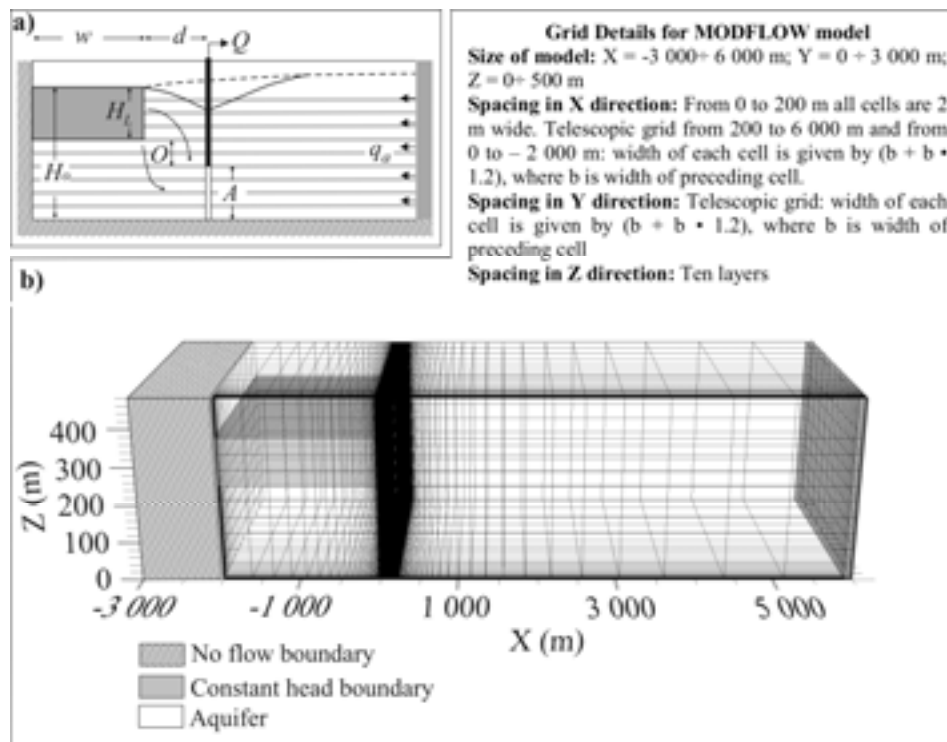 a)
w
d
Q
H_L
H_o
O
A
q_a
Grid Details for MODFLOW model
Size of model: X = -3 000÷ 6 000 m; Y = 0 ÷ 3 000 m;
Z = 0÷ 500 m
Spacing in X direction: From 0 to 200 m all cells are 2
m wide. Telescopic grid from 200 to 6 000 m and from
0 to – 2 000 m: width of each cell is given by (b + b •
1.2), where b is width of preceding cell.
Spacing in Y direction: Telescopic grid: width of each
cell is given by (b + b • 1.2), where b is width of
preceding cell
Spacing in Z direction: Ten layers
b)
Z (m)
400
300
200
100
0
-3 000
-1 000
1 000
3 000
5 000
X (m)
No flow boundary
Constant head boundary
Aquifer